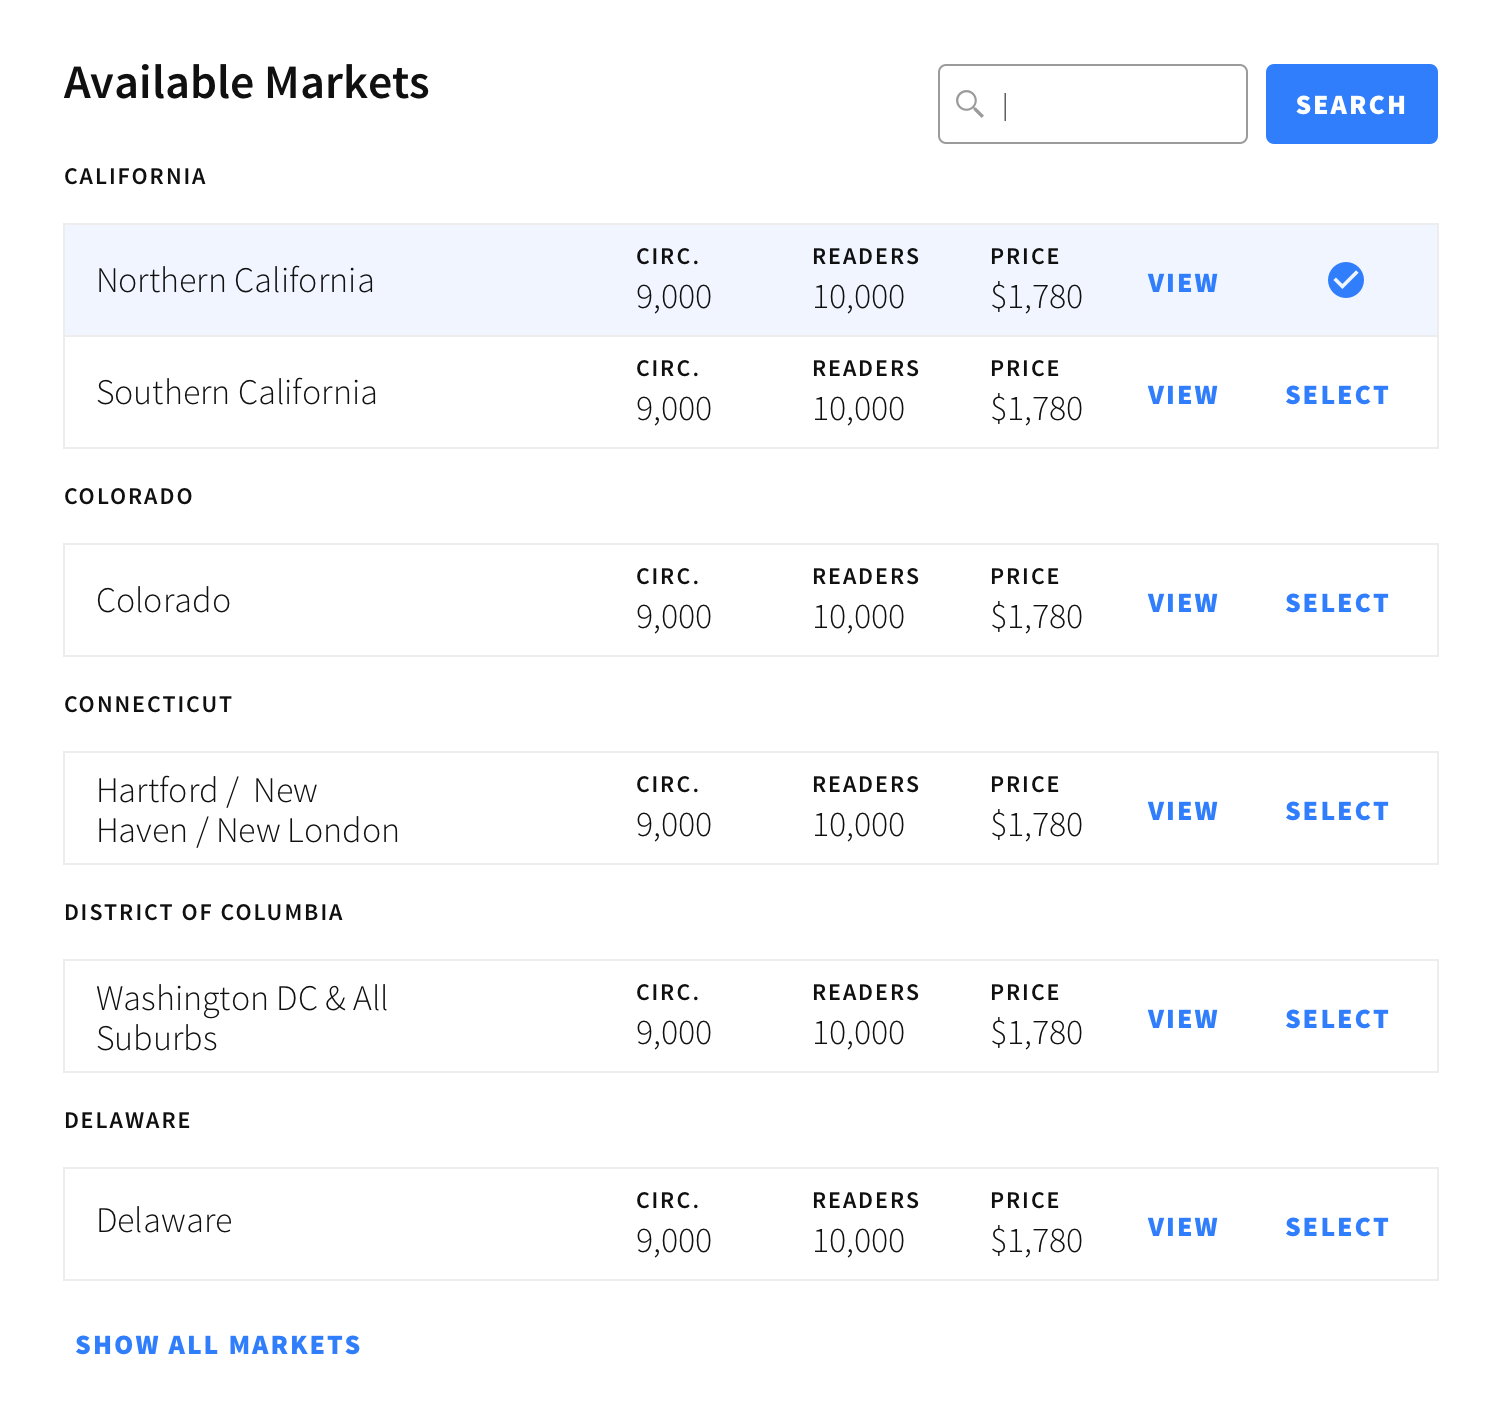 Available Markets
SEARCH
CALIFORNIA
Northern California
CIRC.
9,000
READERS
10,000
PRICE
$1,780
VIEW
Southern California
CIRC.
9,000
READERS
10,000
PRICE
$1,780
VIEW
SELECT
COLORADO
Colorado
CIRC.
9,000
READERS
10,000
PRICE
$1,780
VIEW
SELECT
CONNECTICUT
Hartford /  New
Haven / New London
CIRC.
9,000
READERS
10,000
PRICE
$1,780
VIEW
SELECT
DISTRICT OF COLUMBIA
Washington DC & All
Suburbs
CIRC.
9,000
READERS
10,000
PRICE
$1,780
VIEW
SELECT
DELAWARE
Delaware
CIRC.
9,000
READERS
10,000
PRICE
$1,780
VIEW
SELECT
SHOW ALL MARKETS